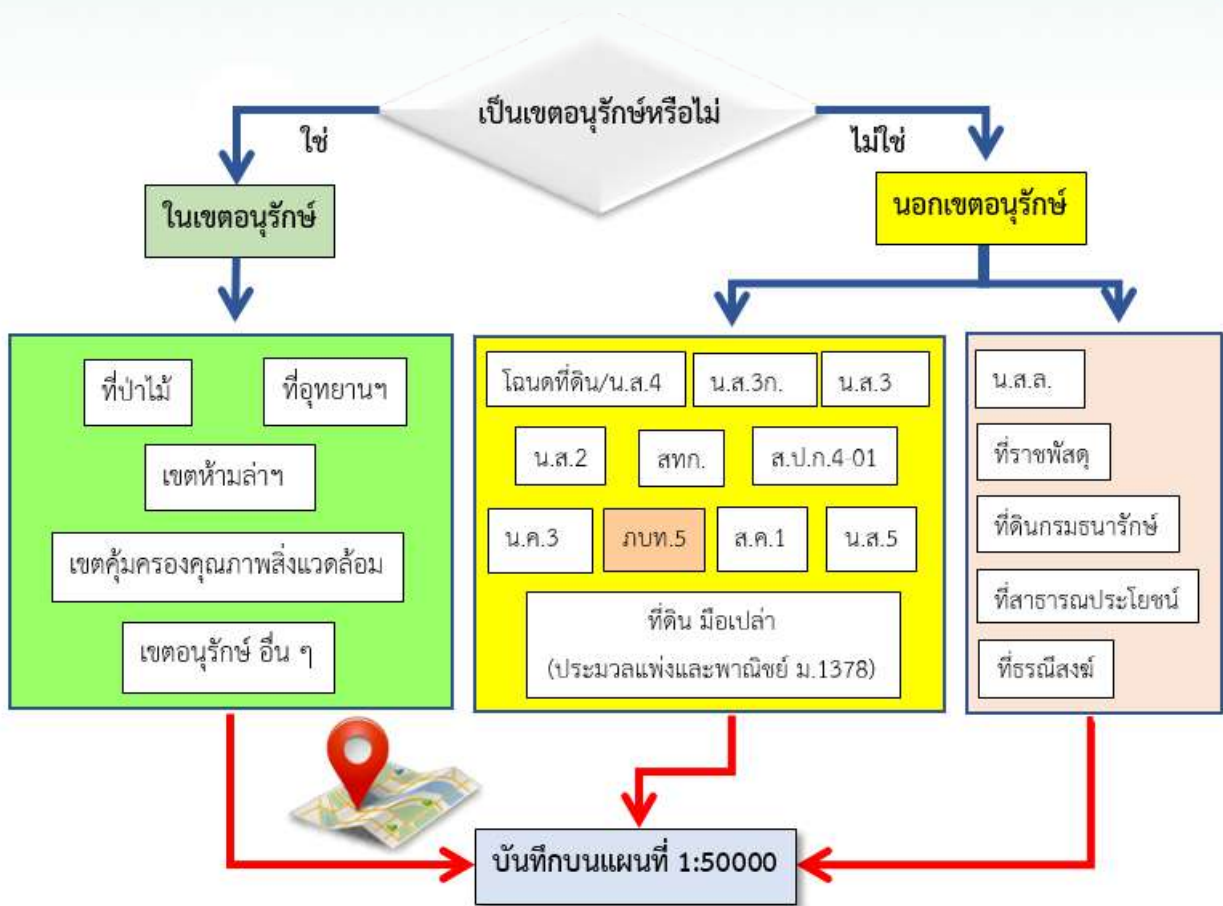 เป็นเขตอนุรักษ์หรือไม่
ใช่
ไม่ใช่
ในเขตอนุรักษ์
นอกเขตอนุรักษ์
ที่ป่าไม้
ที่อุทยานฯ
เขตห้ามล่าฯ
เขตคุ้มครองคุณภาพสิ่งแวดล้อม
เขตอนุรักษ์ อื่น ๆ
โฉนดที่ดิน/น.ส.4
น.ส.3ก.
น.ส.3
น.ส.2
สทก.
ส.ป.ก.4-01
น.ค.3
ภบท.5
ส.ค.1
น.ส.5
ที่ดิน มือเปล่า
(ประมวลแพ่งและพาณิชย์ ม.1378)
น.ส.ล.
ที่ราชพัสดุ
ที่ดินกรมธนารักษ์
ที่สาธารณประโยชน์
ที่ธรณีสงฆ์
บันทึกบนแผนที่ 1:50000